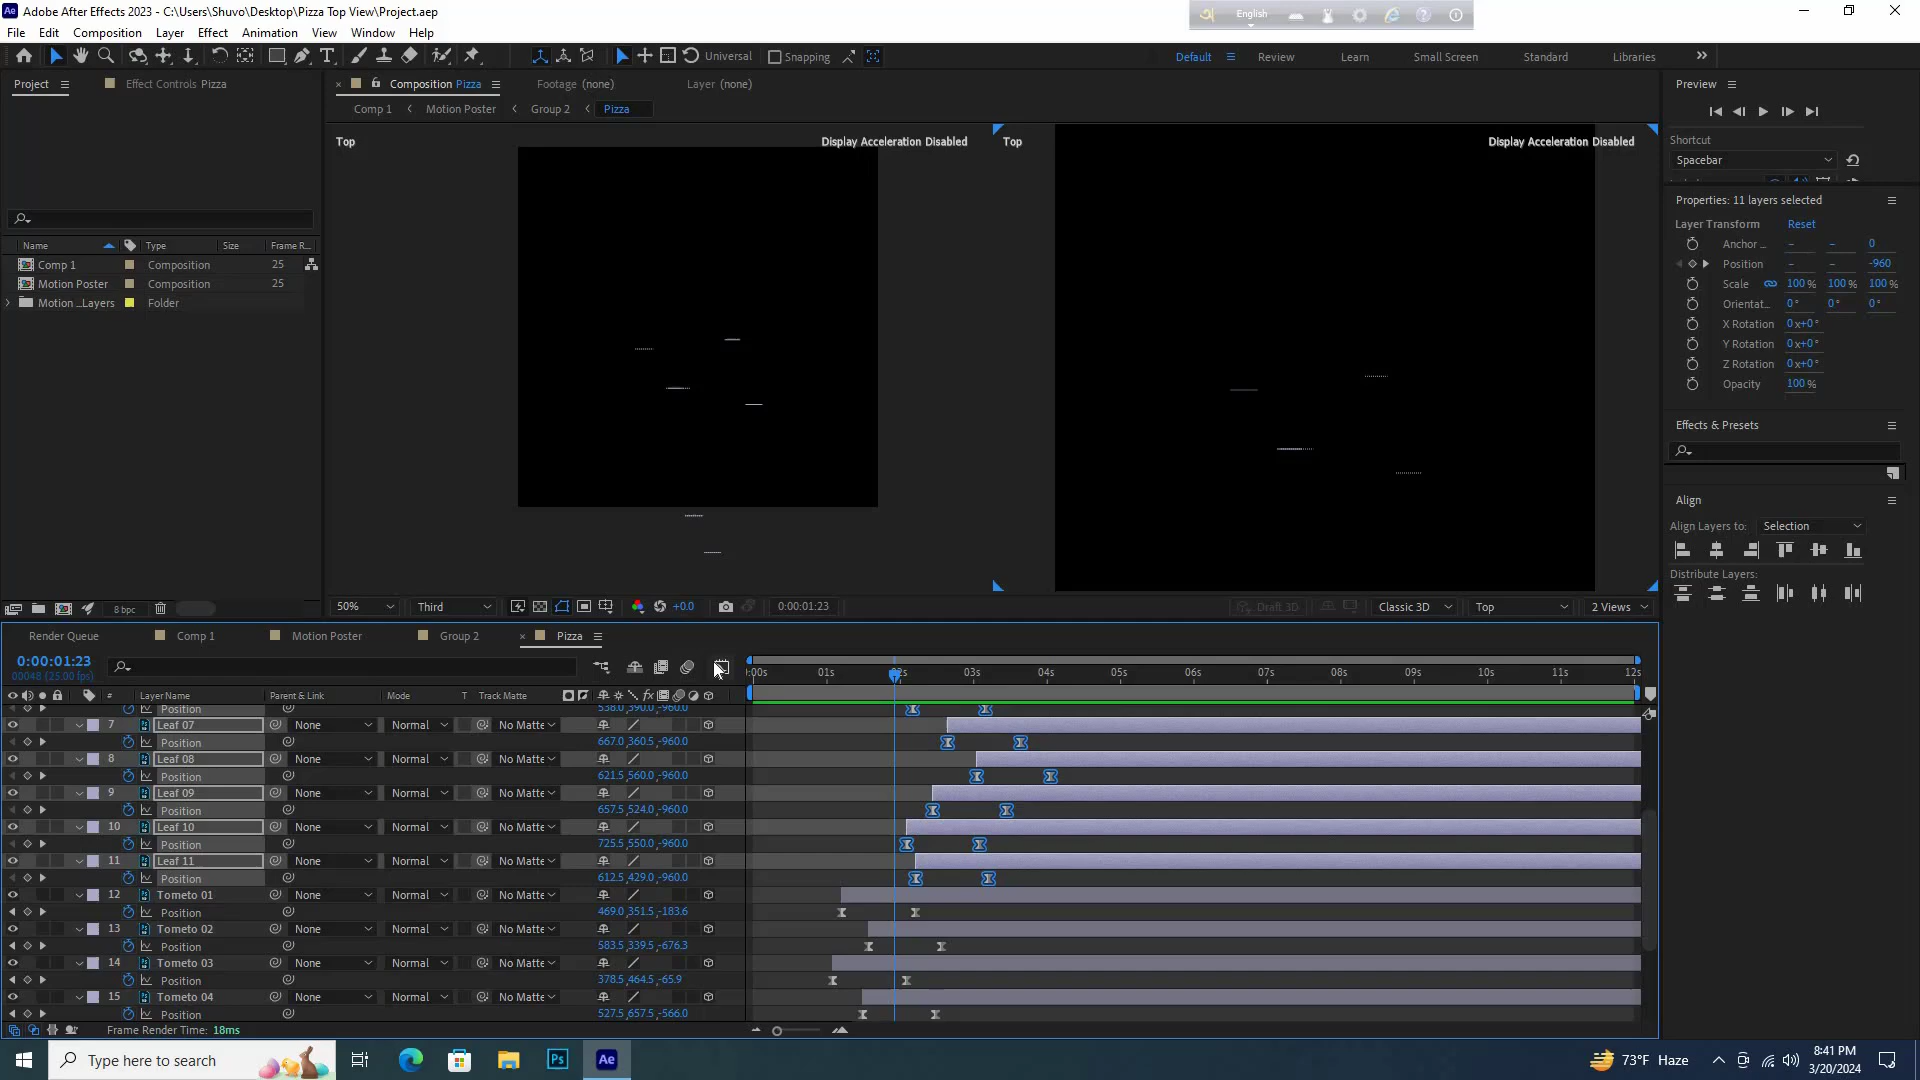 Adobe After Effects 2023 - C:\Users\Shuvo\Desktop\Pizza Top View\Project.aep
English
File Edit Composition Layer Effect Animation View Window Help
Universal Snapping Default Review Learn Small Screen Standard Libraries
Project Effect Controls Pizza
Composition Pizza Footage (none) Layer (none)
Comp 1 Motion Poster Group 2 Pizza
Top Display Acceleration Disabled Top Display Acceleration Disabled
Name Type Size Frame R...
Comp 1 Composition 25
Motion Poster Composition 25
Motion ...Layers Folder
8 bpc
50% Third +0.0 0:00:01:23 Draft 3D Classic 3D Top 2 Views
Preview
Shortcut
Spacebar
Properties: 11 layers selected
Layer Transform Reset
Anchor ... - - 0
Position - - -960
Scale 100 % 100 % 100 %
Orientat... 0° 0° 0°
X Rotation 0x+0°
Y Rotation 0x+0°
Z Rotation 0x+0°
Opacity 100 %
Effects & Presets
Align
Align Layers to: Selection
Distribute Layers:
Render Queue Comp 1 Motion Poster Group 2 Pizza
0:00:01:23
00048 (25.00 fps)
:00s 01s 02s 03s 04s 05s 06s 07s 08s 09s 10s 11s 12s
# Layer Name Parent & Link Mode T Track Matte
Position 538.0,390.0,-960.0
7 Leaf 07 None Normal No Matte
Position 667.0,360.5,-960.0
8 Leaf 08 None Normal No Matte
Position 621.5,560.0,-960.0
9 Leaf 09 None Normal No Matte
Position 657.5,524.0,-960.0
10 Leaf 10 None Normal No Matte
Position 725.5,550.0,-960.0
11 Leaf 11 None Normal No Matte
Position 612.5,429.0,-960.0
12 Tometo 01 None Normal No Matte
Position 469.0,351.5,-183.6
13 Tometo 02 None Normal No Matte
Position 583.5,339.5,-676.3
14 Tometo 03 None Normal No Matte
Position 378.5,464.5,-65.9
15 Tometo 04 None Normal No Matte
Position 527.5,657.5,-566.0
Frame Render Time: 18ms
Type here to search
73°F Haze
8:41 PM
3/20/2024